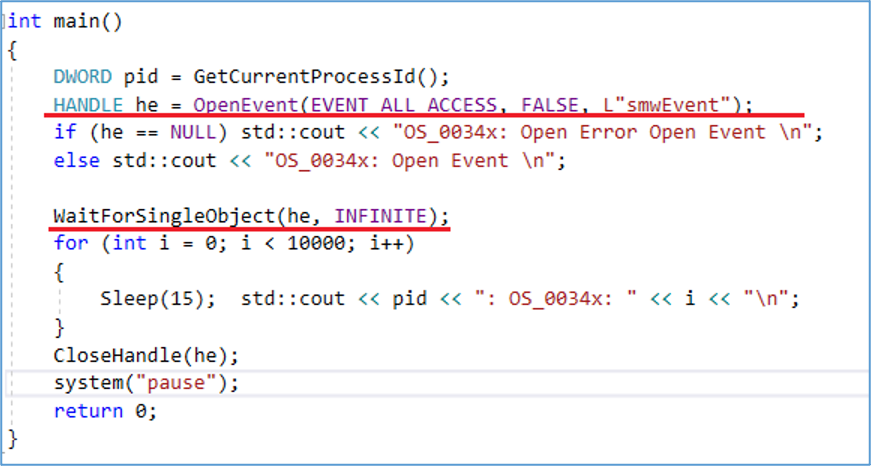 int main()
{
DWORD pid = GetCurrentProcessId();
HANDLE he = OpenEvent(EVENT_ALL_ACCESS, FALSE, L"smwEvent");
if (he == NULL) std::cout << "OS_0034x: Open Error Open Event \n";
else std::cout << "OS_0034x: Open Event \n";
WaitForSingleObject(he, INFINITE);
for (int i = 0; i < 10000; i++)
{
Sleep(15);  std::cout << pid << ": OS_0034x: " << i << "\n";
}
CloseHandle(he);
system("pause");
return 0;
}